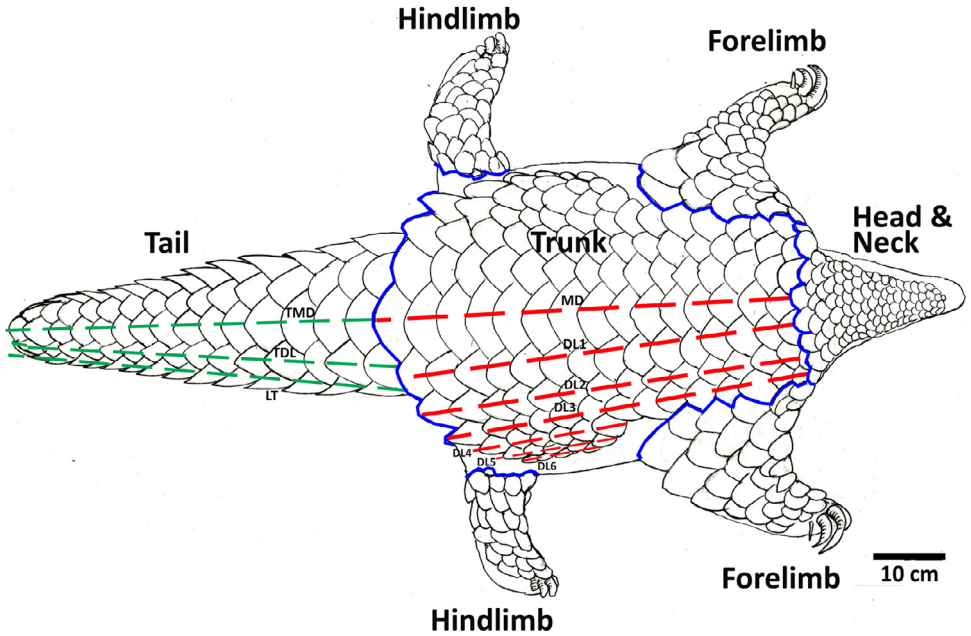 Hindlimb
Forelimb
Head &
Neck
Tail
Trunk
MD
TMD
DL1
TDL
DL2
LT
DL3
DL4
DL5
DL6
10 cm
Forelimb
Hindlimb